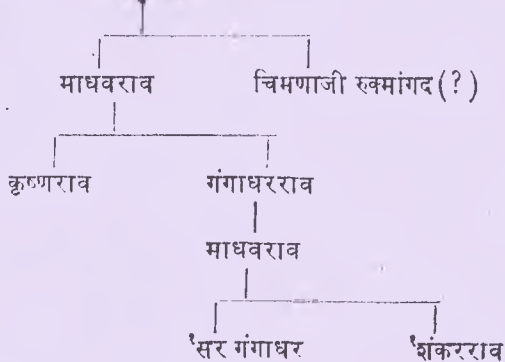 माधवराव चिमणाजी रुक्मांगद (?)
कृष्णराव गंगाधरराव
माधवराव
'सर गंगाधर 'शंकरराव